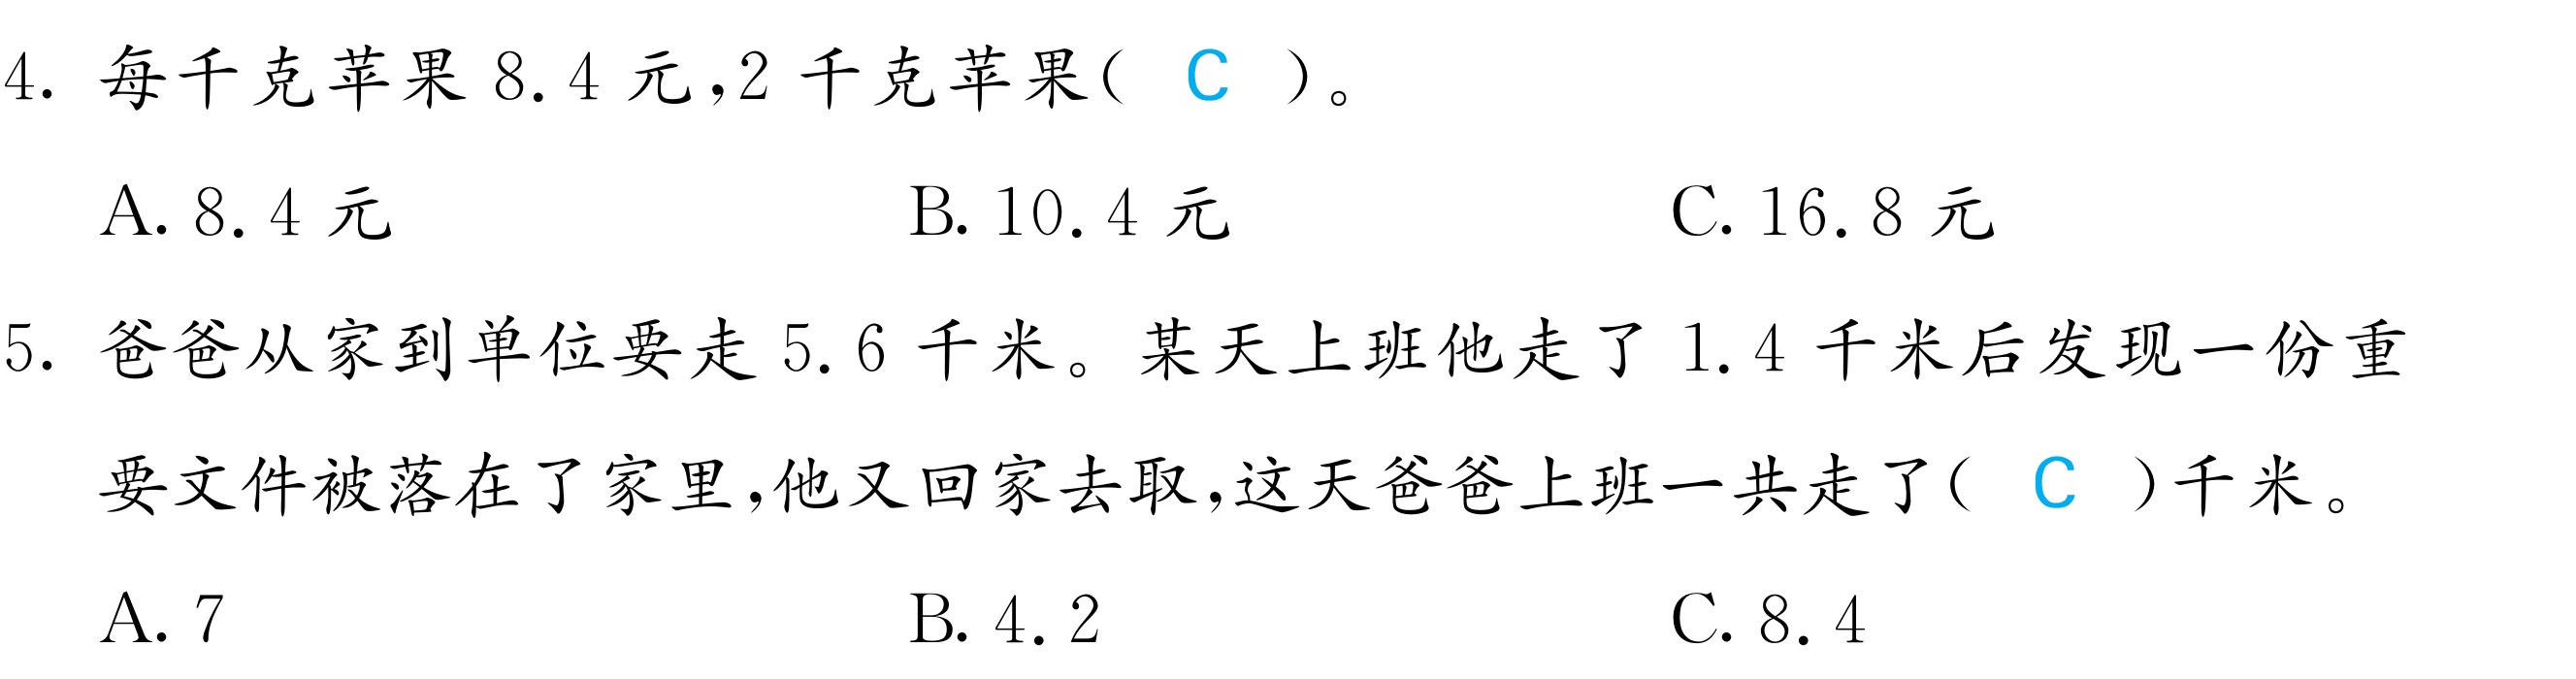 4. 每千克苹果 8.4 元,2 千克苹果( C )。
A. 8.4 元 B. 10.4 元 C. 16.8 元
5. 爸爸从家到单位要走 5.6 千米。某天上班他走了 1.4 千米后发现一份重
要文件被落在了家里,他又回家去取,这天爸爸上班一共走了( C )千米。
A. 7 B. 4.2 C. 8.4